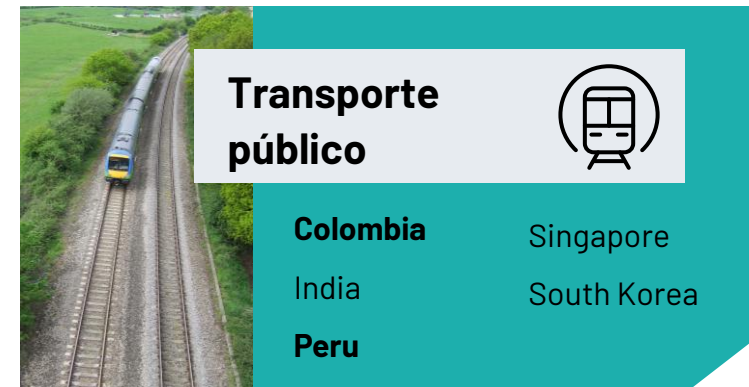 Transporte
público
Colombia
India
Peru
Singapore
South Korea